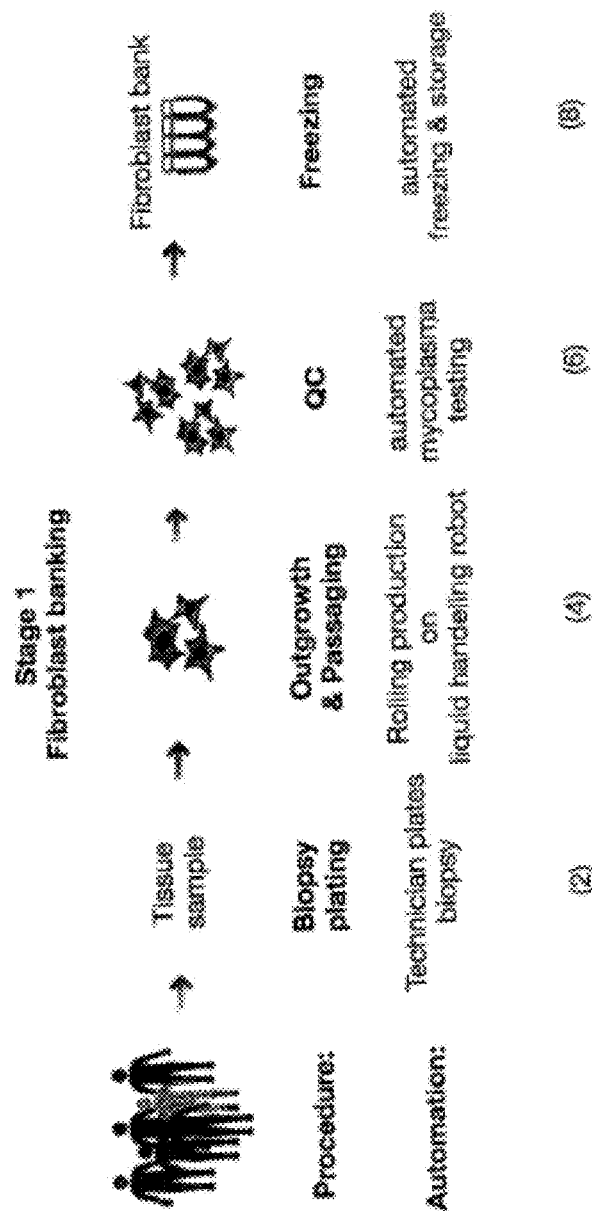 Stage 1
Fibroblast banking
Tissue
sample
Fibroblast bank
Procedure:
Biopsy
plating
Outgrowth
& Passaging
QC
Freezing
Automation:
Technician plates
biopsy
Rolling production
on
liquid handeling robot
automated
mycoplasma
testing
automated
freezing & storage
(2)
(4)
(6)
(8)